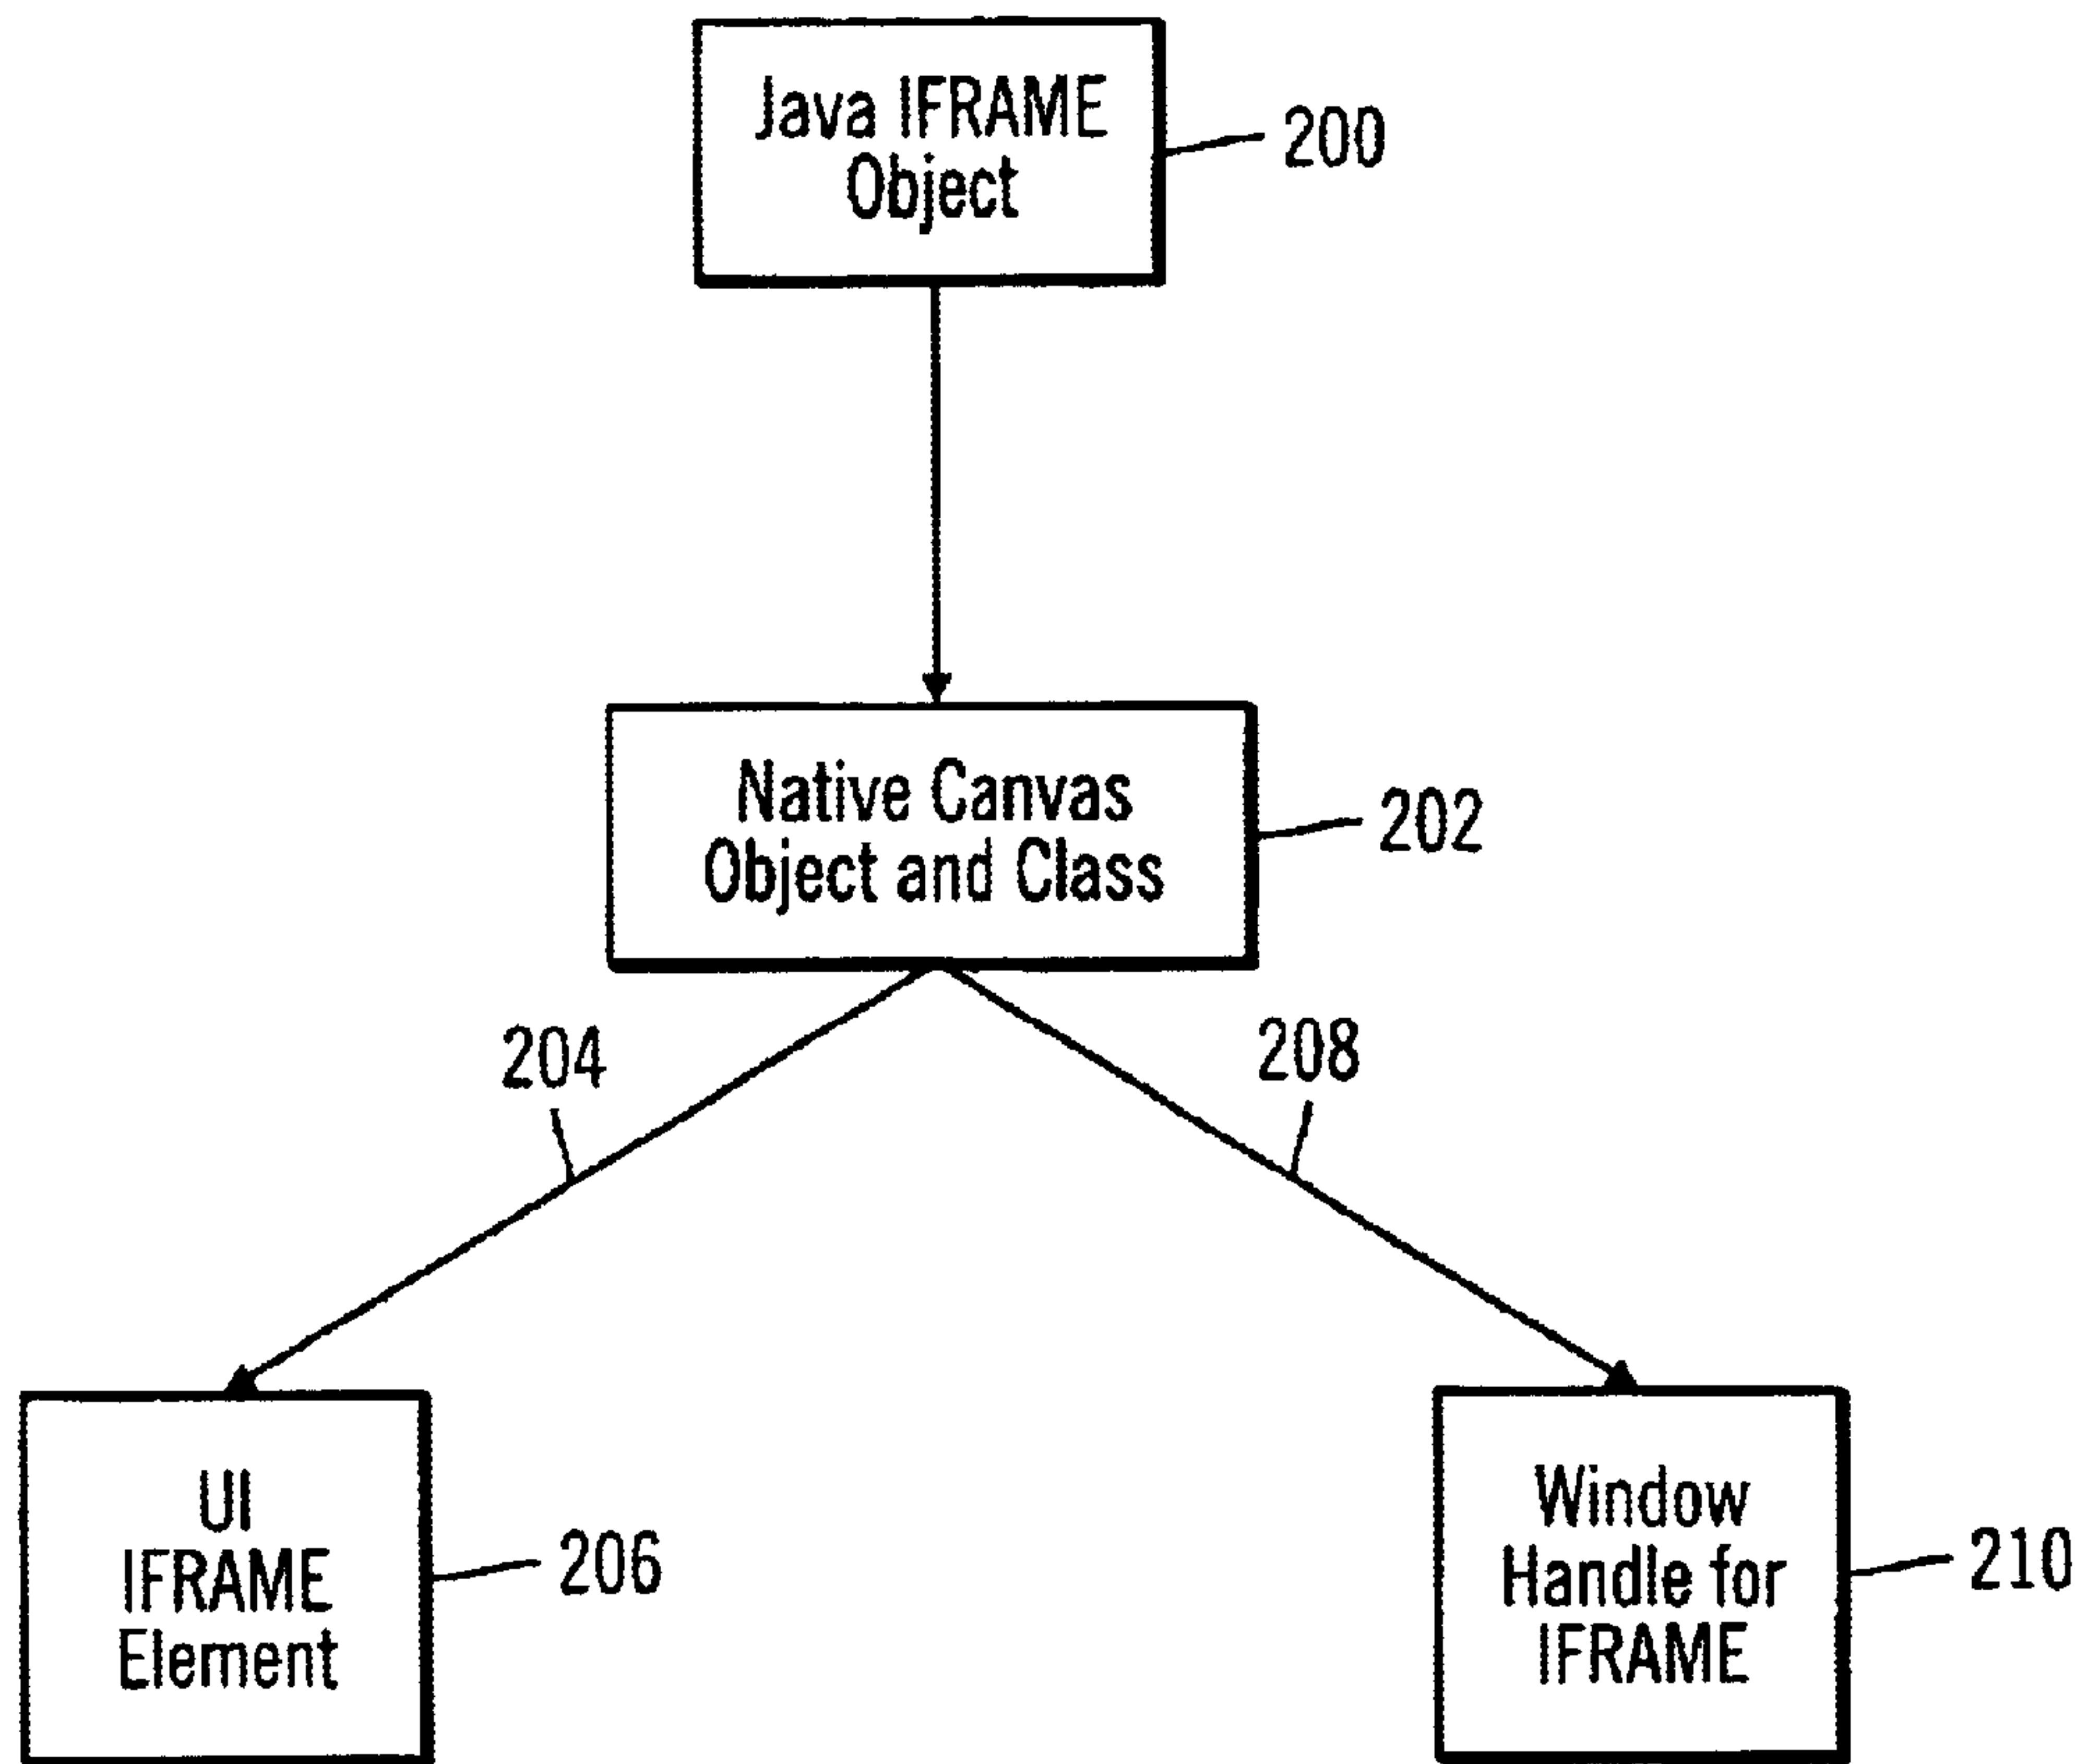 Java IFRAME
Object
200
Native Canvas
Object and Class
202
204
208
UI
IFRAME
Element
206
Window
Handle for
IFRAME
210